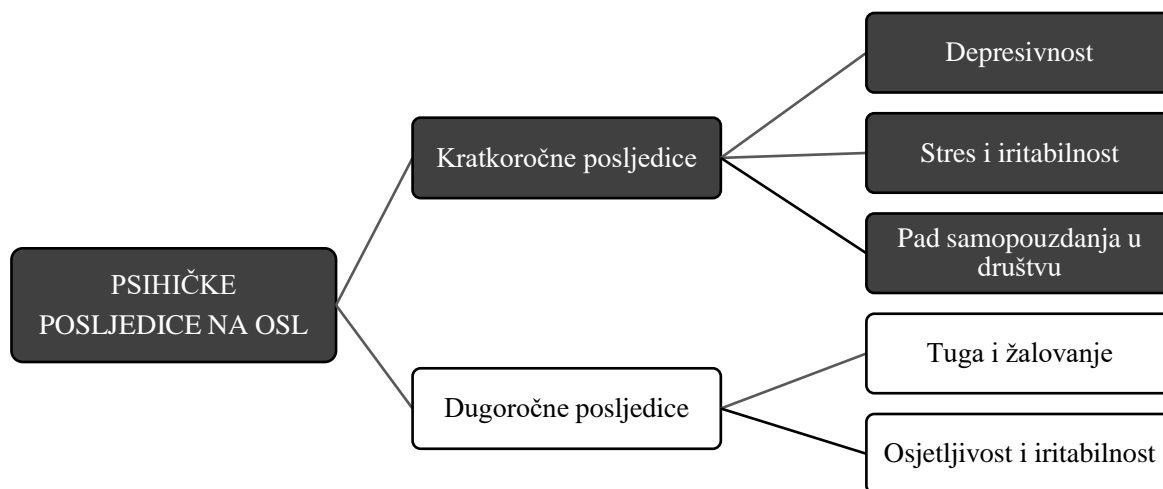 PSIHIČKE
POSLJEDICE NA OSL
Kratkoročne posljedice
Depresivnost
Stres i iritabilnost
Pad samopouzdanja u
društvu
Dugoročne posljedice
Tuga i žalovanje
Osjetljivost i iritabilnost